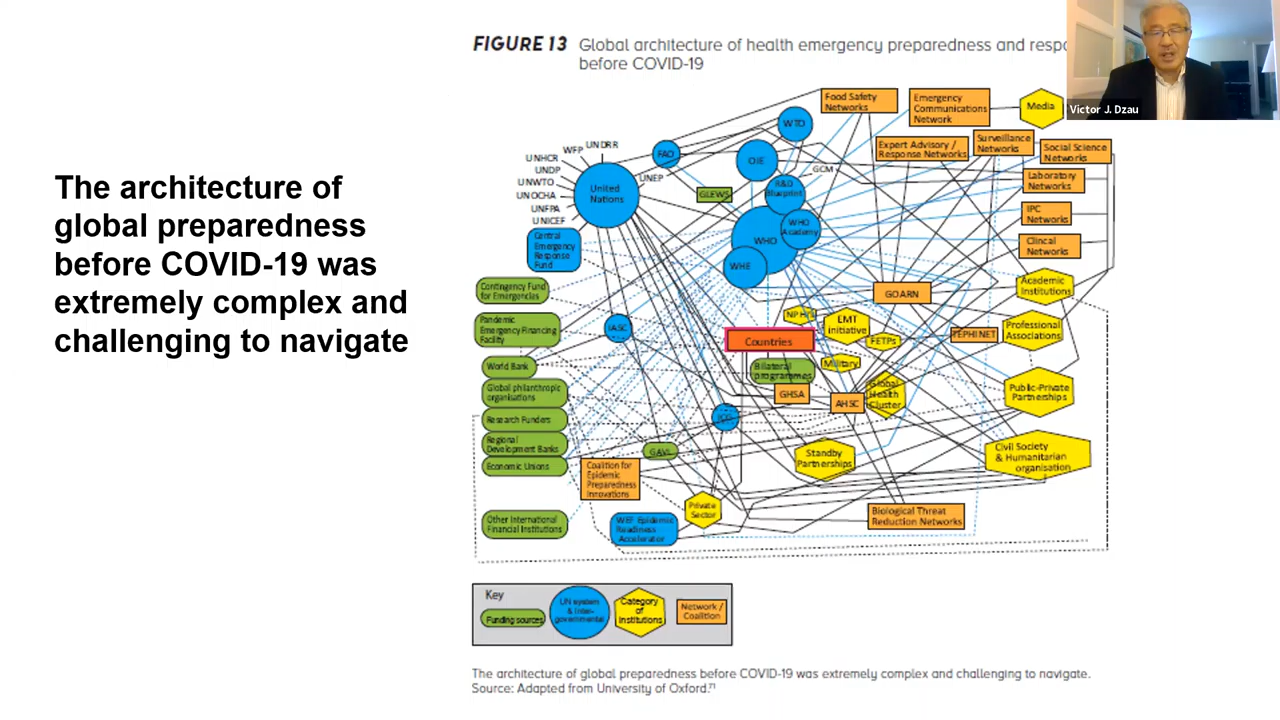 The architecture of
global preparedness
before COVID-19 was
extremely complex and
challenging to navigate
FIGURE 13 Global architecture of health emergency preparedness and respo
before COVID-19
Victor J. Dzau
Food Safety
Networks
Emergency
Communications
Network
Media
WTO
Expert Advisory /
Response Networks
Surveillance
Networks
Social Science
Networks
UNDRR
WFP
UNHCR
UNDP
UNWTO
UNOCHA
UNFPA
UNICEF
FAO
UNEP
United
Nations
OIE
GCM
R&D
Blueprint
GLEWS
Laboratory
Networks
IPC
Networks
WHO
Academy
WHO
WHE
Clincal
Networks
Central
Emergency
Response
Fund
Contingency Fund
for Emergencies
GOARN
Academic
Institutions
Pandemic
Emergency Financing
Facility
IASC
NPHI's
EMT
initiative
FETPs
TEPHINET
Professional
Associations
Countries
World Bank
Bilateral
programmes
Military
Global philanthropic
organisations
GHSA
AHSC
Global
Health
Cluster
Public-Private
Partnerships
Research Funders
Regional
Development Banks
Economic Unions
GAVI
Standby
Partnerships
Civil Society
& Humanitarian
organisation
Coalition for
Epidemic
Preparedness
Innovations
Private
Sector
Other International
Financial Institutions
WEF Epidemic
Readiness
Accelerator
Biological Threat
Reduction Networks
Key
Funding sources
UN system
& inter-
governmental
Category
of
institutions
Network /
Coalition
The architecture of global preparedness before COVID-19 was extremely complex and challenging to navigate.
Source: Adapted from University of Oxford.71